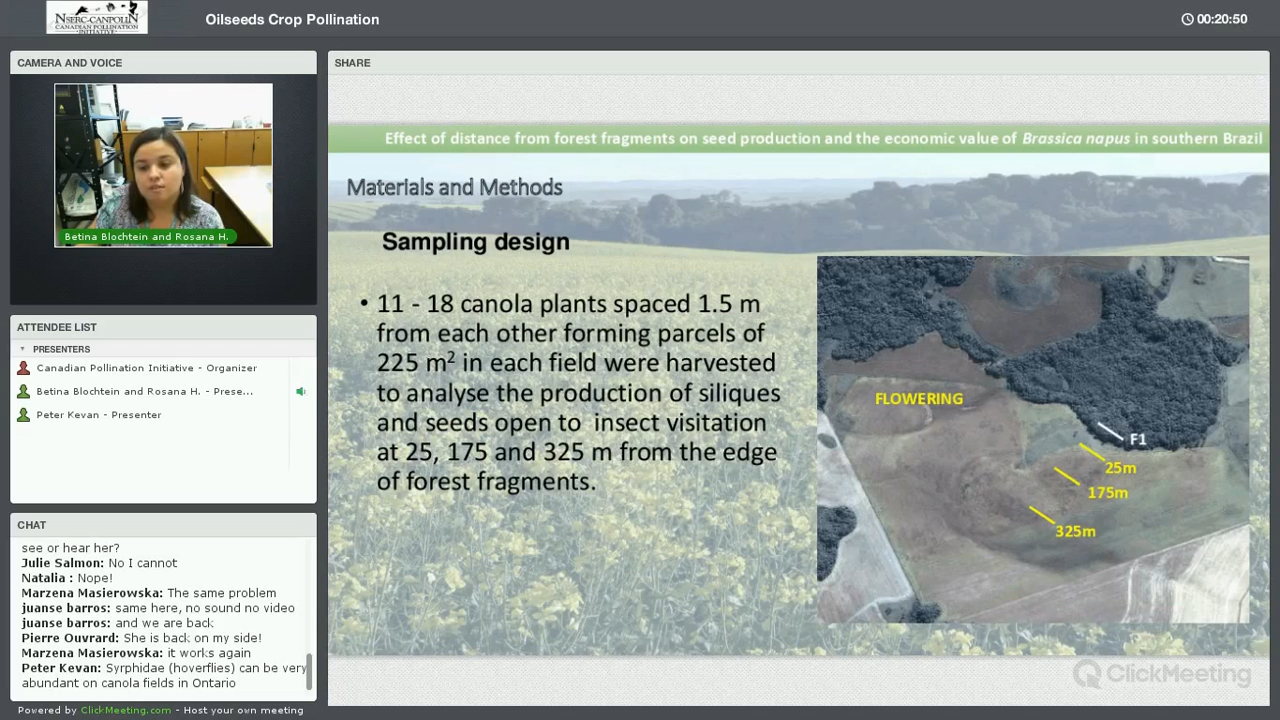 NSERC-CANPOLIN
CANADIAN POLLINATION
INITIATIVE
Oilseeds Crop Pollination
00:20:50
CAMERA AND VOICE
Betina Blochtein and Rosana H.
ATTENDEE LIST
PRESENTERS
Canadian Pollination Initiative - Organizer
Betina Blochtein and Rosana H. - Prese...
Peter Kevan - Presenter
CHAT
see or hear her?
Julie Salmon: No I cannot
Natalia : Nope!
Marzena Masierowska: The same problem
juanse barros: same here, no sound no video
juanse barros: and we are back
Pierre Ouvrard: She is back on my side!
Marzena Masierowska: it works again
Peter Kevan: Syrphidae (hoverflies) can be very
abundant on canola fields in Ontario
Powered by ClickMeeting.com - Host your own meeting
SHARE
Effect of distance from forest fragments on seed production and the economic value of Brassica napus in southern Brazil
Materials and Methods
Sampling design
• 11 - 18 canola plants spaced 1.5 m
from each other forming parcels of
225 m² in each field were harvested
to analyse the production of siliques
and seeds open to insect visitation
at 25, 175 and 325 m from the edge
of forest fragments.
FLOWERING
F1
25m
175m
325m
ClickMeeting